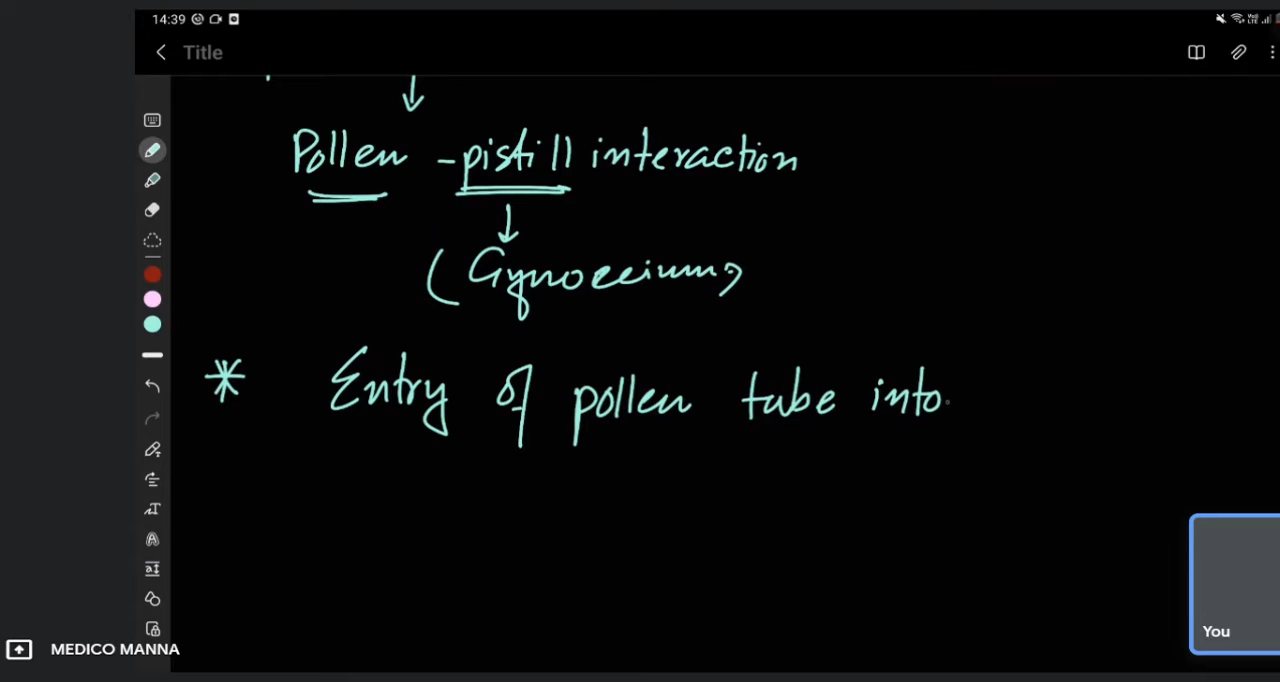 14:39
Title
Pollen - pistill interaction
(Gynoecium)
* Entry of pollen tube into
MEDICO MANNA
You